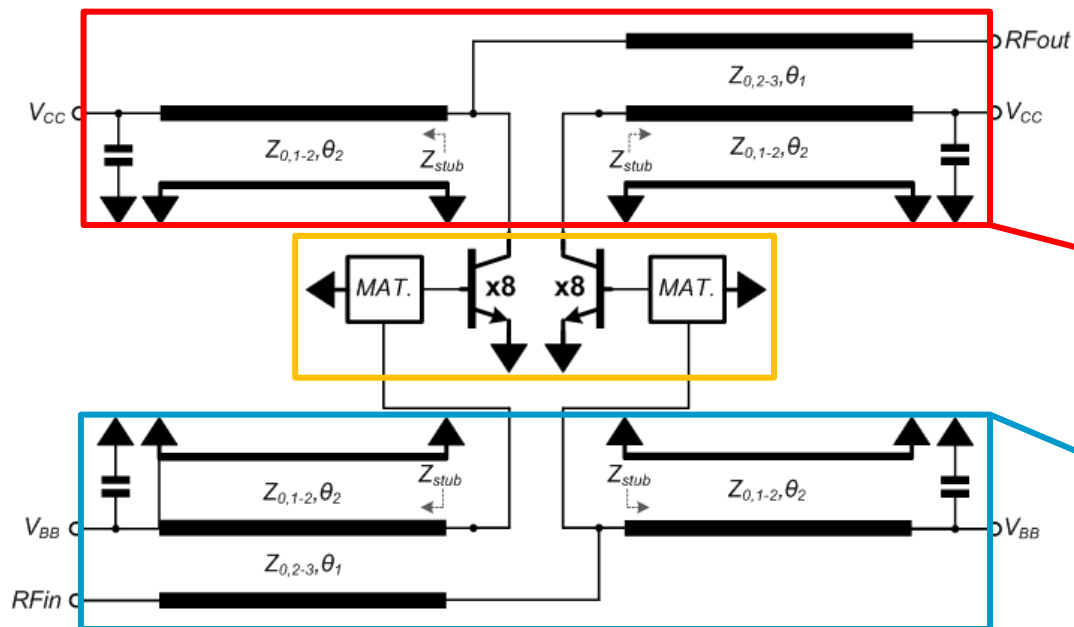 RFout
Z0,2-3,θ1
VCC
VCC
Z0,1-2,θ2
Zstub
Zstub
Z0,1-2,θ2
MAT.
x8
x8
MAT.
Z0,1-2,θ2
Zstub
Zstub
Z0,1-2,θ2
VBB
VBB
Z0,2-3,θ1
RFin